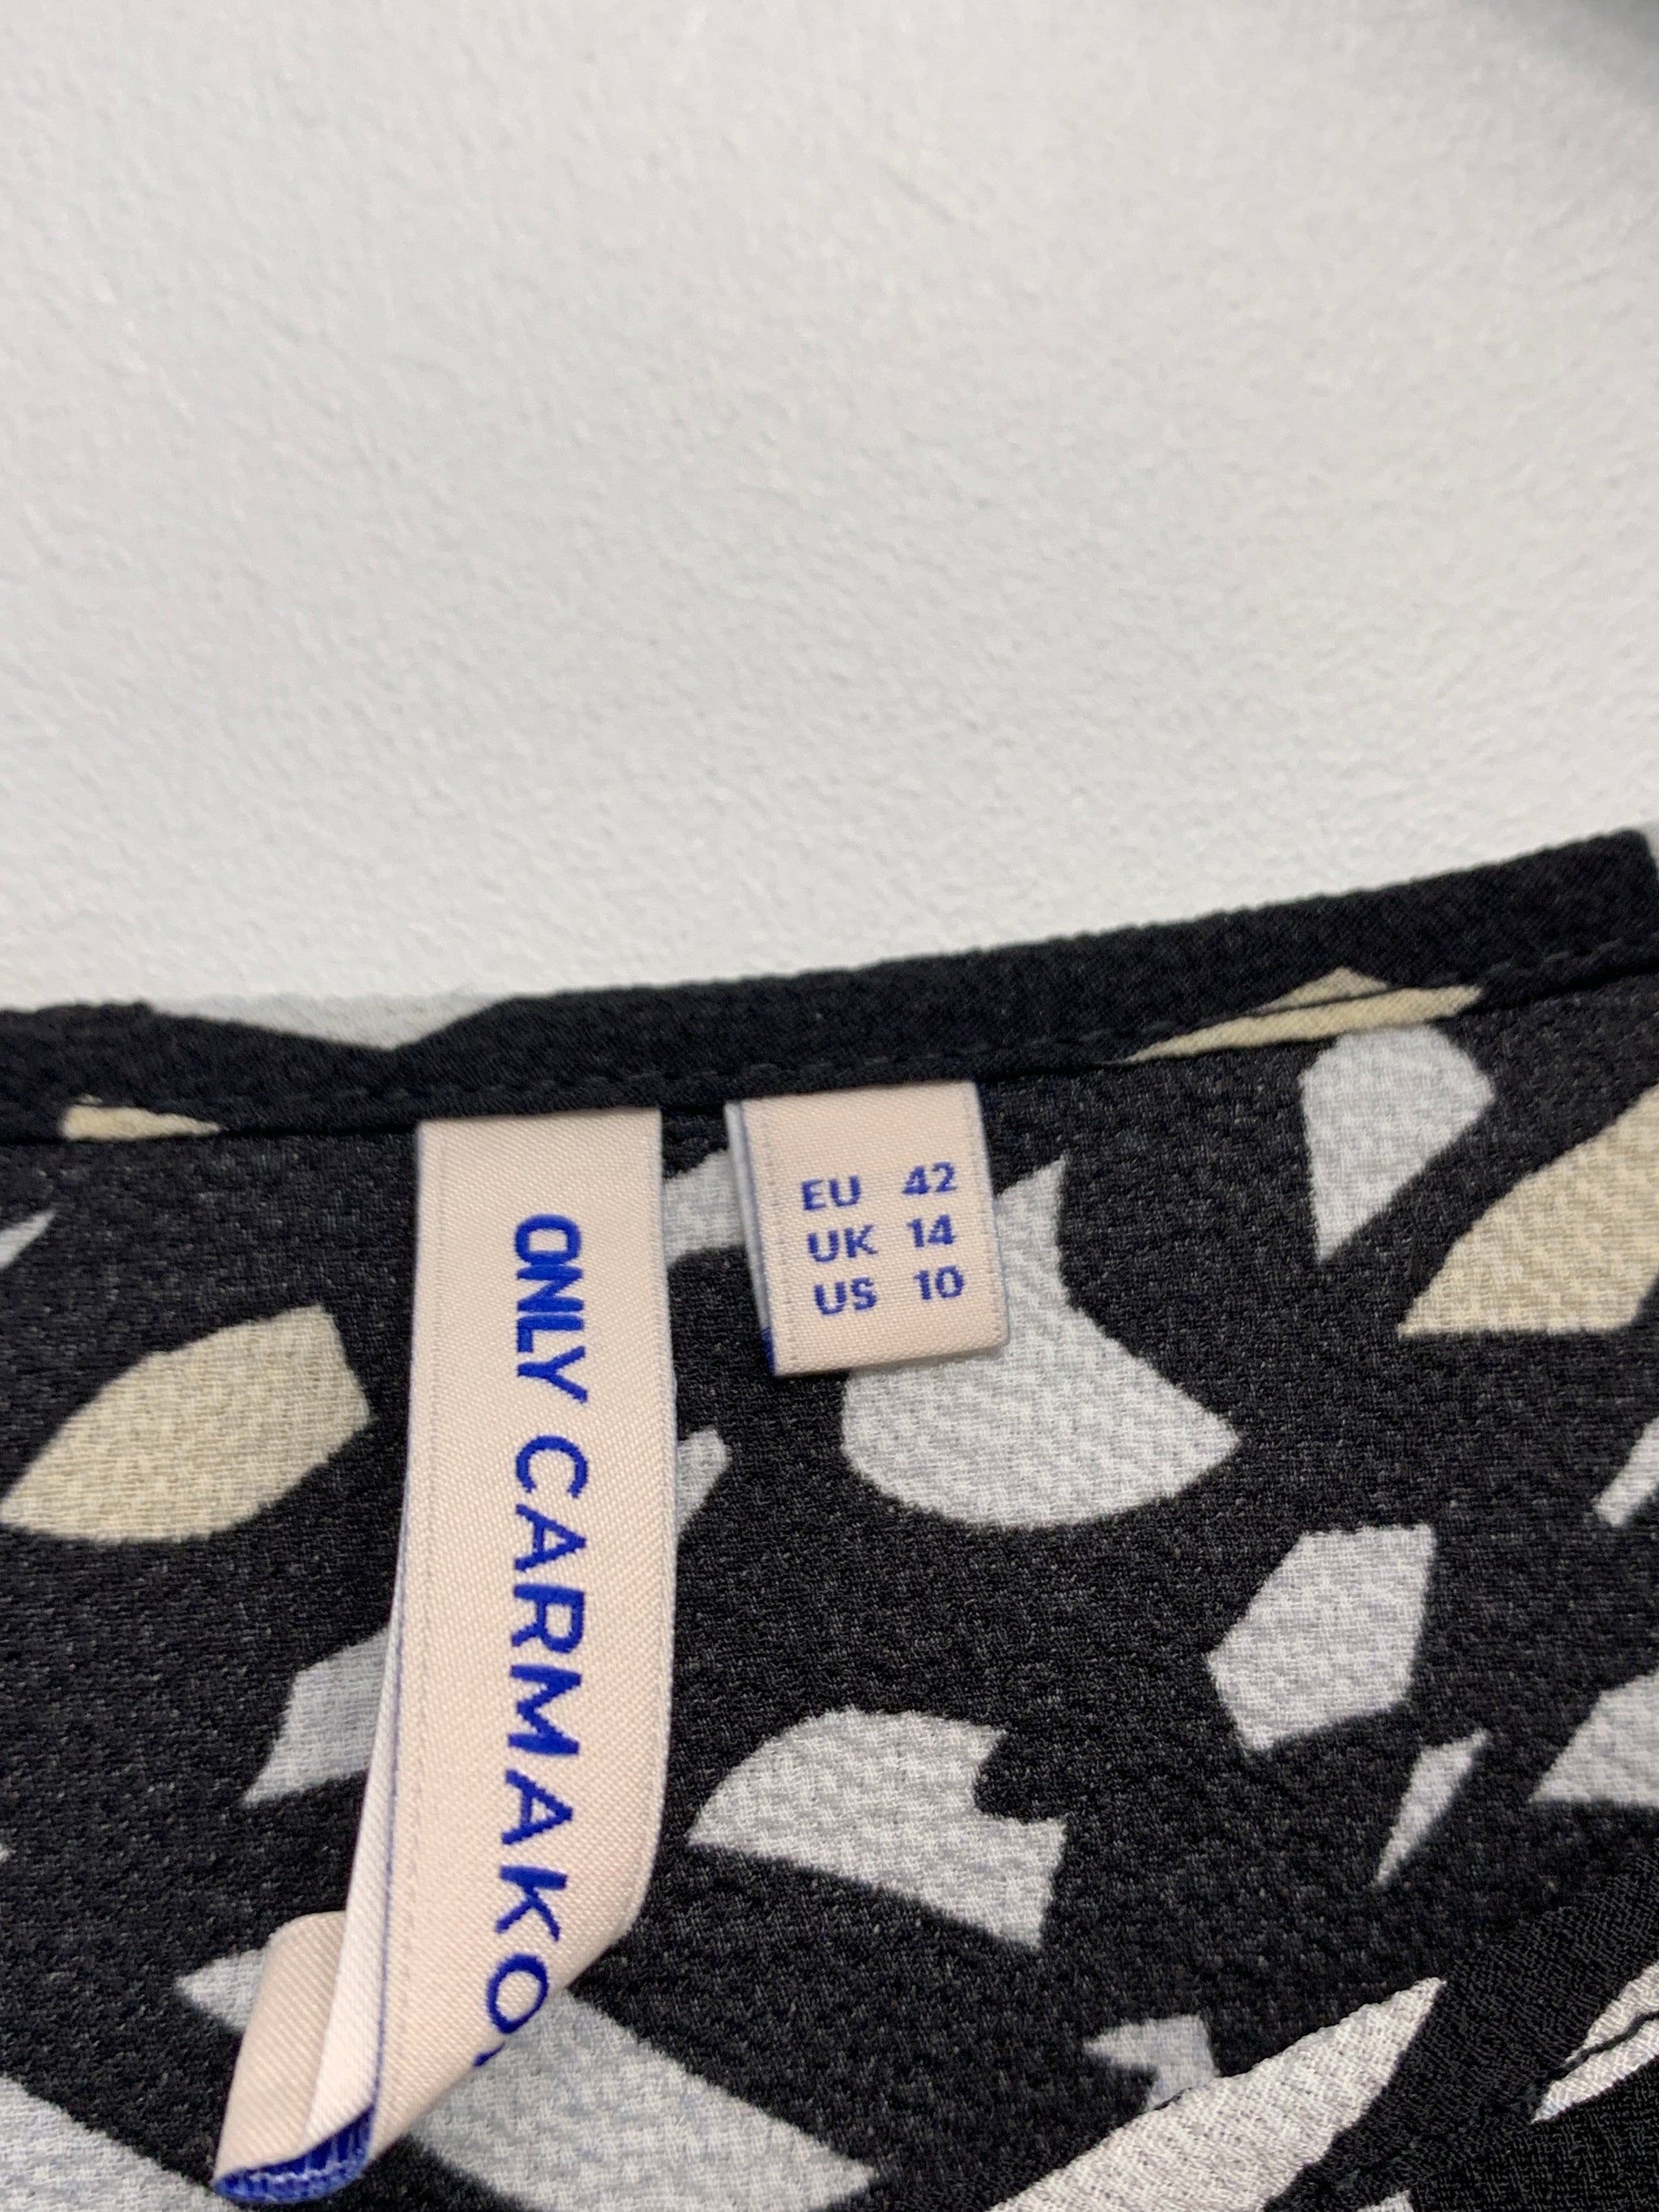 ONLY CARMAKO
EU 42
UK 14
US 10